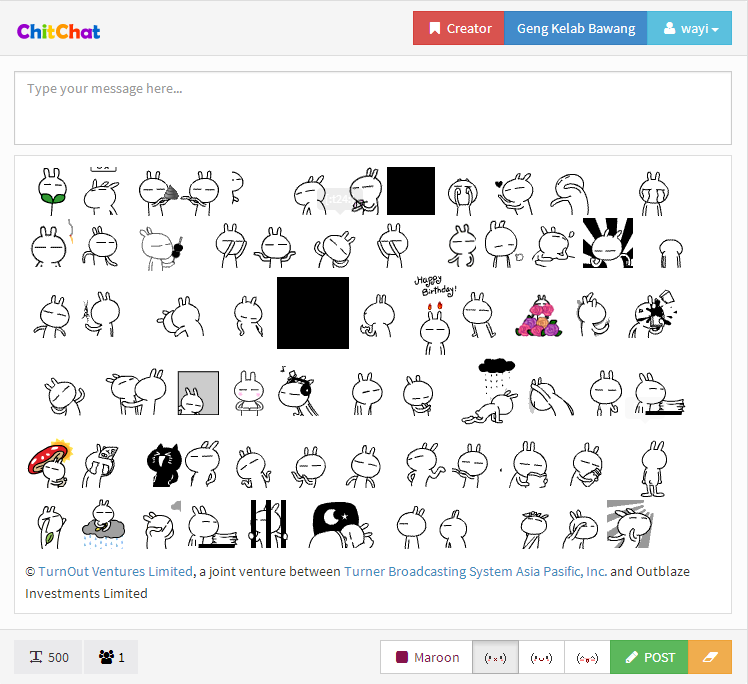 ChitChat
Creator
Geng Kelab Bawang
wayi
Type your message here...
Happy
Birthday!
© TurnOut Ventures Limited, a joint venture between Turner Broadcasting System Asia Pasific, Inc. and Outblaze
Investments Limited
500
1
Maroon
POST